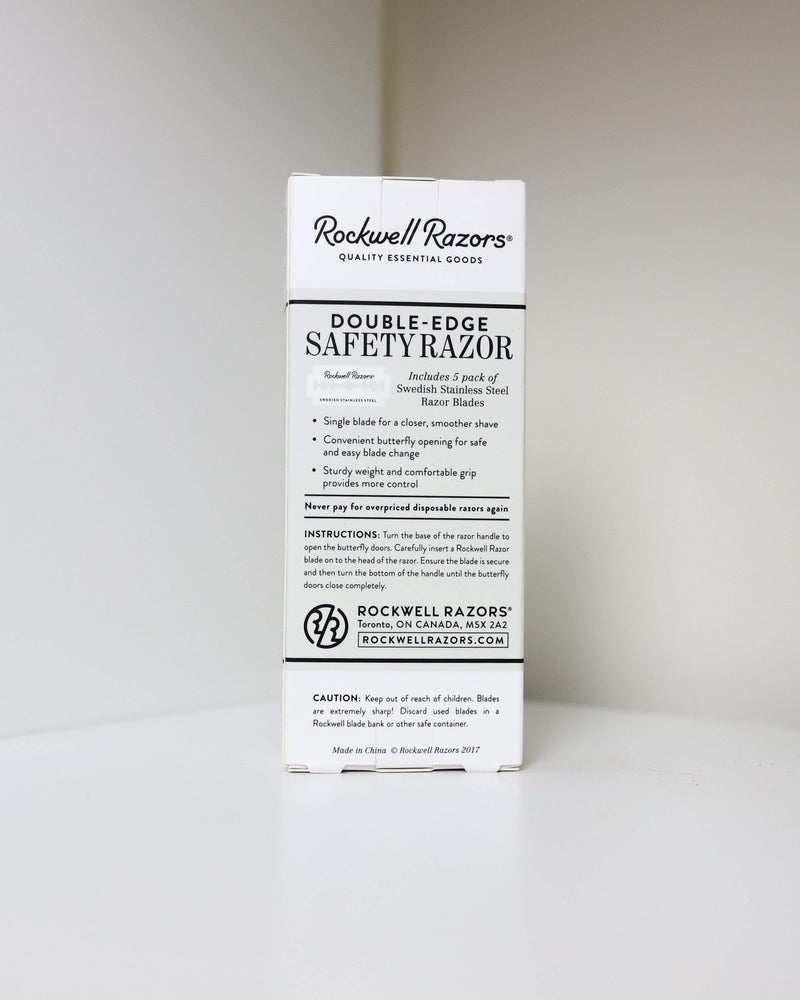 Rockwell Razors®
QUALITY ESSENTIAL GOODS
DOUBLE-EDGE
SAFETY RAZOR
Rockwell Razors®
SWEDISH STAINLESS STEEL
Includes 5 pack of
Swedish Stainless Steel
Razor Blades
• Single blade for a closer, smoother shave
• Convenient butterfly opening for safe
and easy blade change
• Sturdy weight and comfortable grip
provides more control
Never pay for overpriced disposable razors again
INSTRUCTIONS: Turn the base of the razor handle to
open the butterfly doors. Carefully insert a Rockwell Razor
blade on to the head of the razor. Ensure the blade is secure
and then turn the bottom of the handle until the butterfly
doors close completely.
ROCKWELL RAZORS®
Toronto, ON CANADA, M5X 2A2
ROCKWELLRAZORS.COM
CAUTION: Keep out of reach of children. Blades
are extremely sharp! Discard used blades in a
Rockwell blade bank or other safe container.
Made in China © Rockwell Razors 2017